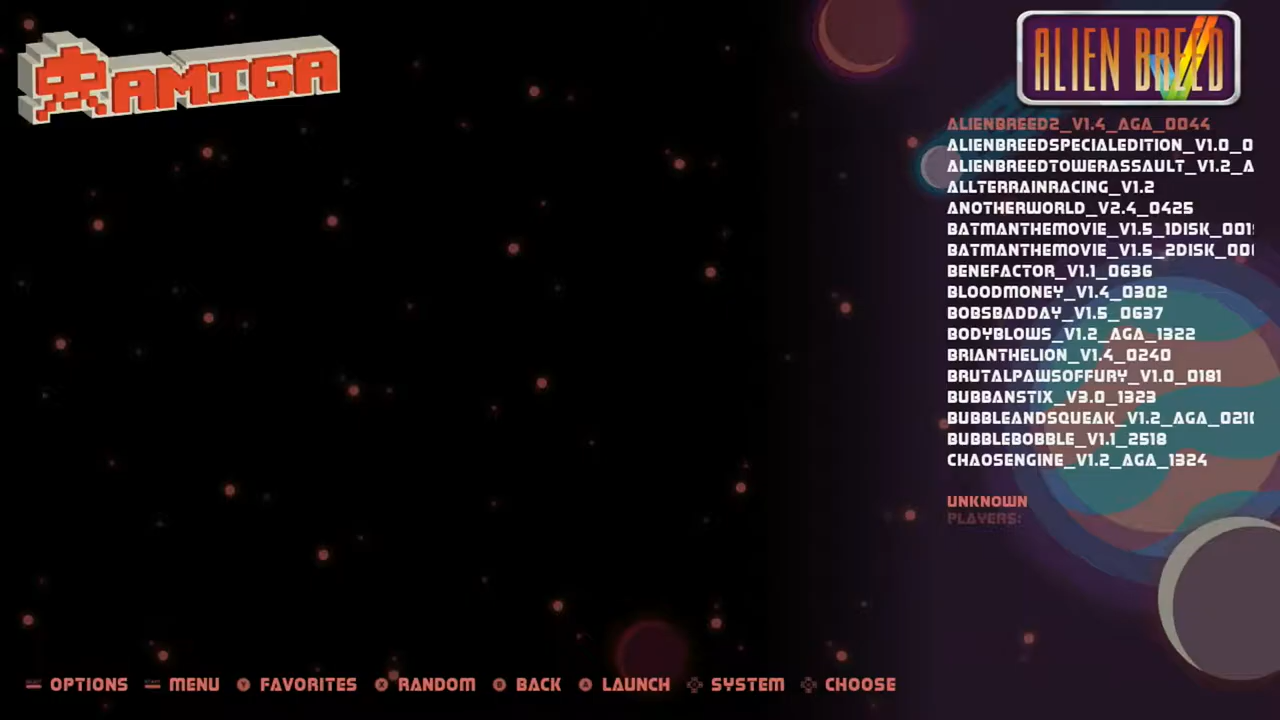 AMIGA
ALIEN BREED
ALIENBREED2_V1.4_AGA_0044
ALIENBREEDSPECIALEDITION_V1.0_0
ALIENBREEDTOWERASSAULT_V1.2_A
ALLTERRAINRACING_V1.2
ANOTHERWORLD_V2.4_0425
BATMANTHEMOVIE_V1.5_1DISK_001
BATMANTHEMOVIE_V1.5_2DISK_00
BENEFACTOR_V1.1_0636
BLOODMONEY_V1.4_0302
BOBSBADDAY_V1.5_0637
BODYBLOWS_V1.2_AGA_1322
BRIANTHELION_V1.4_0240
BRUTALPAWSOFFURY_V1.0_0181
BUBBANSTIX_V3.0_1323
BUBBLEANDSQUEAK_V1.2_AGA_021
BUBBLEBOBBLE_V1.1_2518
CHAOSENGINE_V1.2_AGA_1324
UNKNOWN
PLAYERS:
OPTIONS MENU Y FAVORITES X RANDOM B BACK A LAUNCH SYSTEM CHOOSE